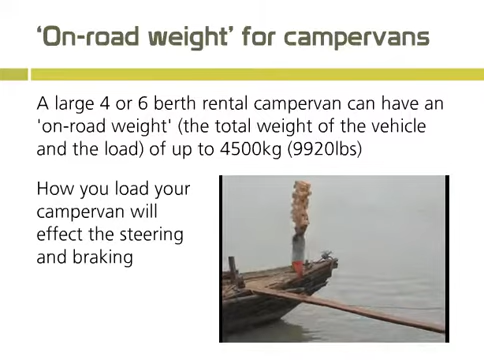 ‘On-road weight’ for campervans
A large 4 or 6 berth rental campervan can have an
'on-road weight' (the total weight of the vehicle
and the load) of up to 4500kg (9920lbs)
How you load your
campervan will
effect the steering
and braking